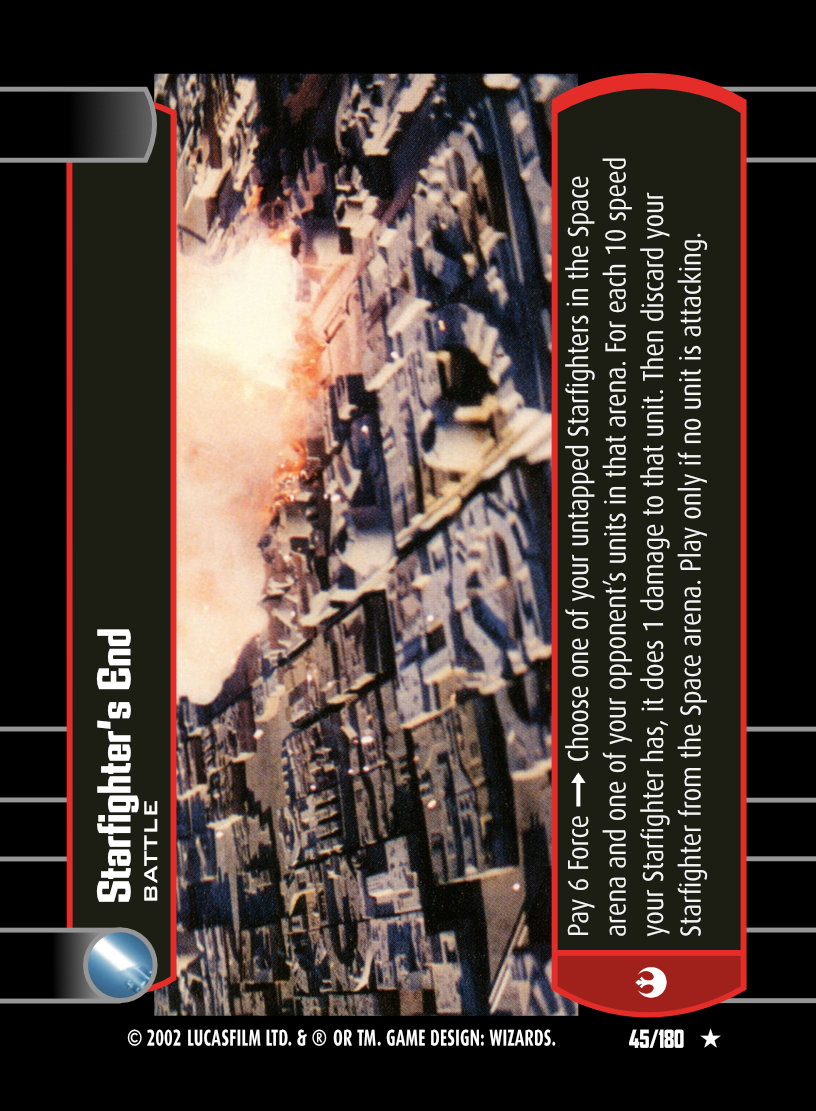 Starfighter's End
BATTLE
Pay 6 Force → Choose one of your untapped Starfighters in the Space
arena and one of your opponent's units in that arena. For each 10 speed
your Starfighter has, it does 1 damage to that unit. Then discard your
Starfighter from the Space arena. Play only if no unit is attacking.
© 2002 LUCASFILM LTD. & ® OR TM. GAME DESIGN: WIZARDS.
45/180 ★